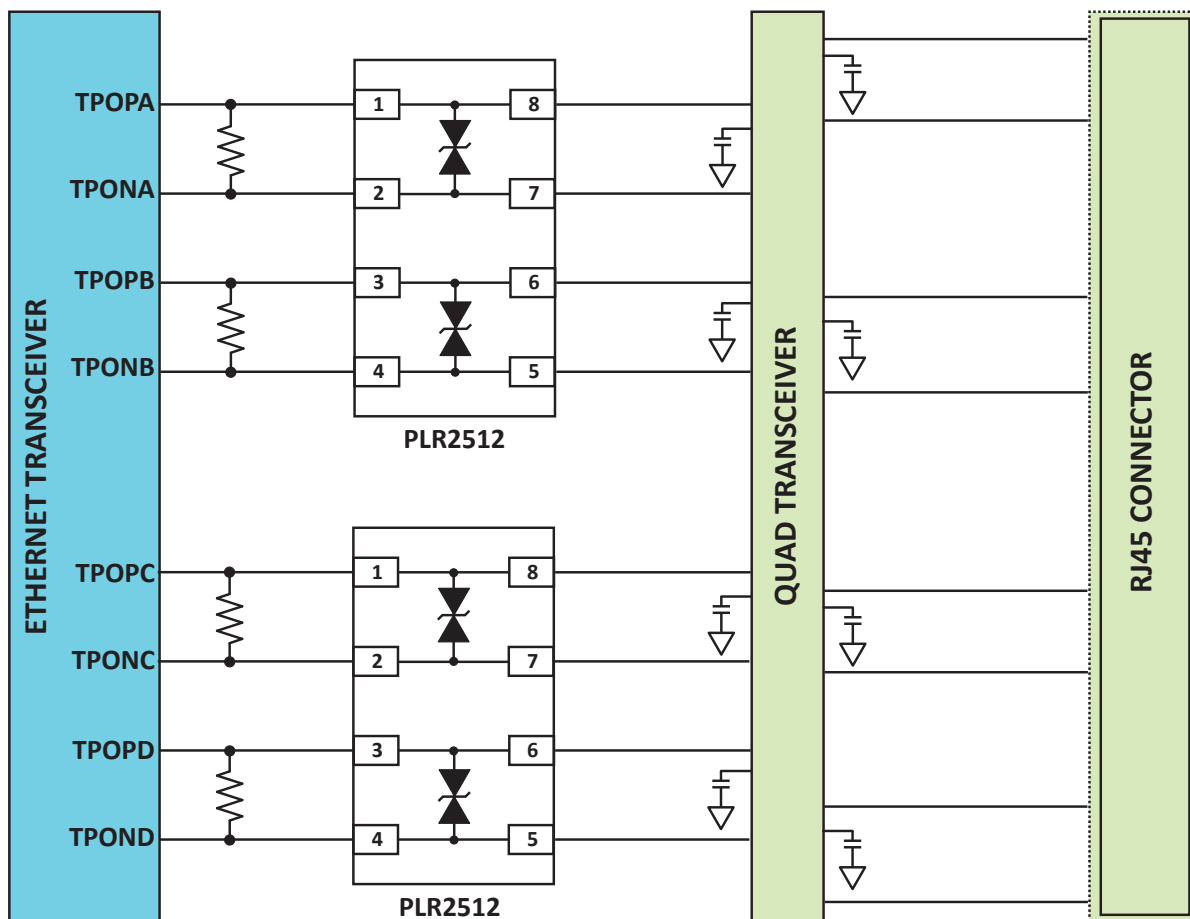 ETHERNET TRANSCEIVER
TPOPA
TPONA
TPOPB
TPONB
TPOPC
TPONC
TPOPD
TPOND
1
8
2
7
3
6
4
5
PLR2512
1
8
2
7
3
6
4
5
PLR2512
QUAD TRANSCEIVER
RJ45 CONNECTOR